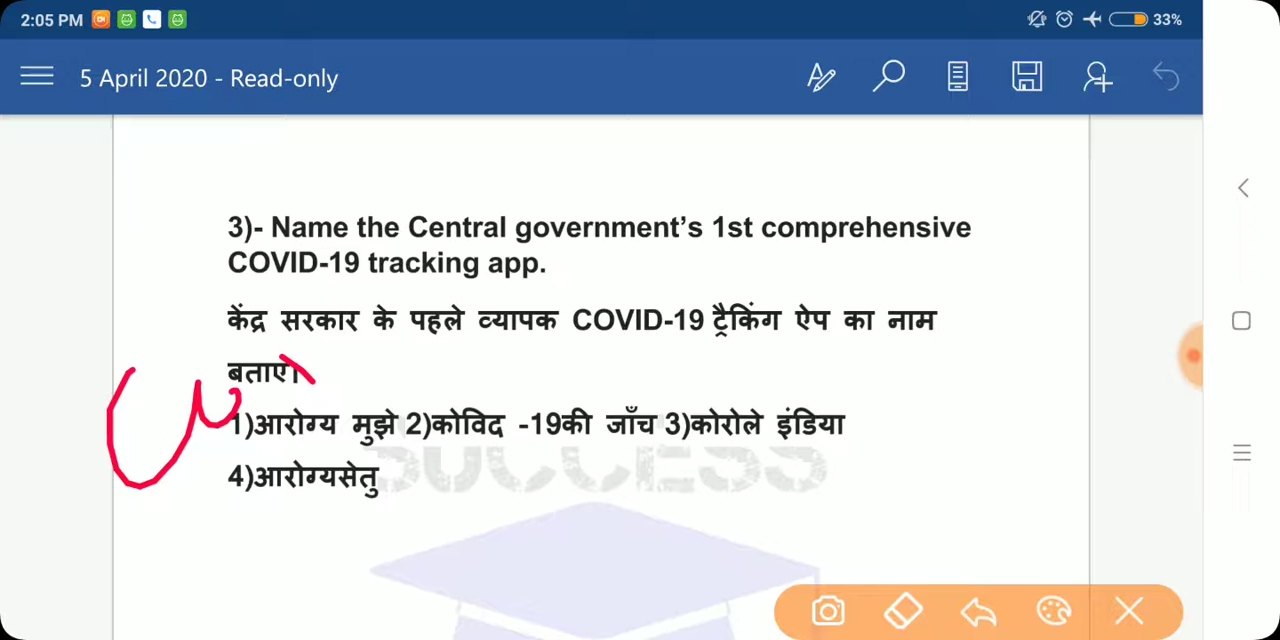 2:05 PM 33%
5 April 2020 - Read-only
3)- Name the Central government's 1st comprehensive
COVID-19 tracking app.
केंद्र सरकार के पहले व्यापक COVID-19 ट्रैकिंग ऐप का नाम
बताएं।
1)आरोग्य मुझे 2)कोविद -19की जाँच 3)कोरोले इंडिया
4)आरोग्यसेतु
SUCCESS